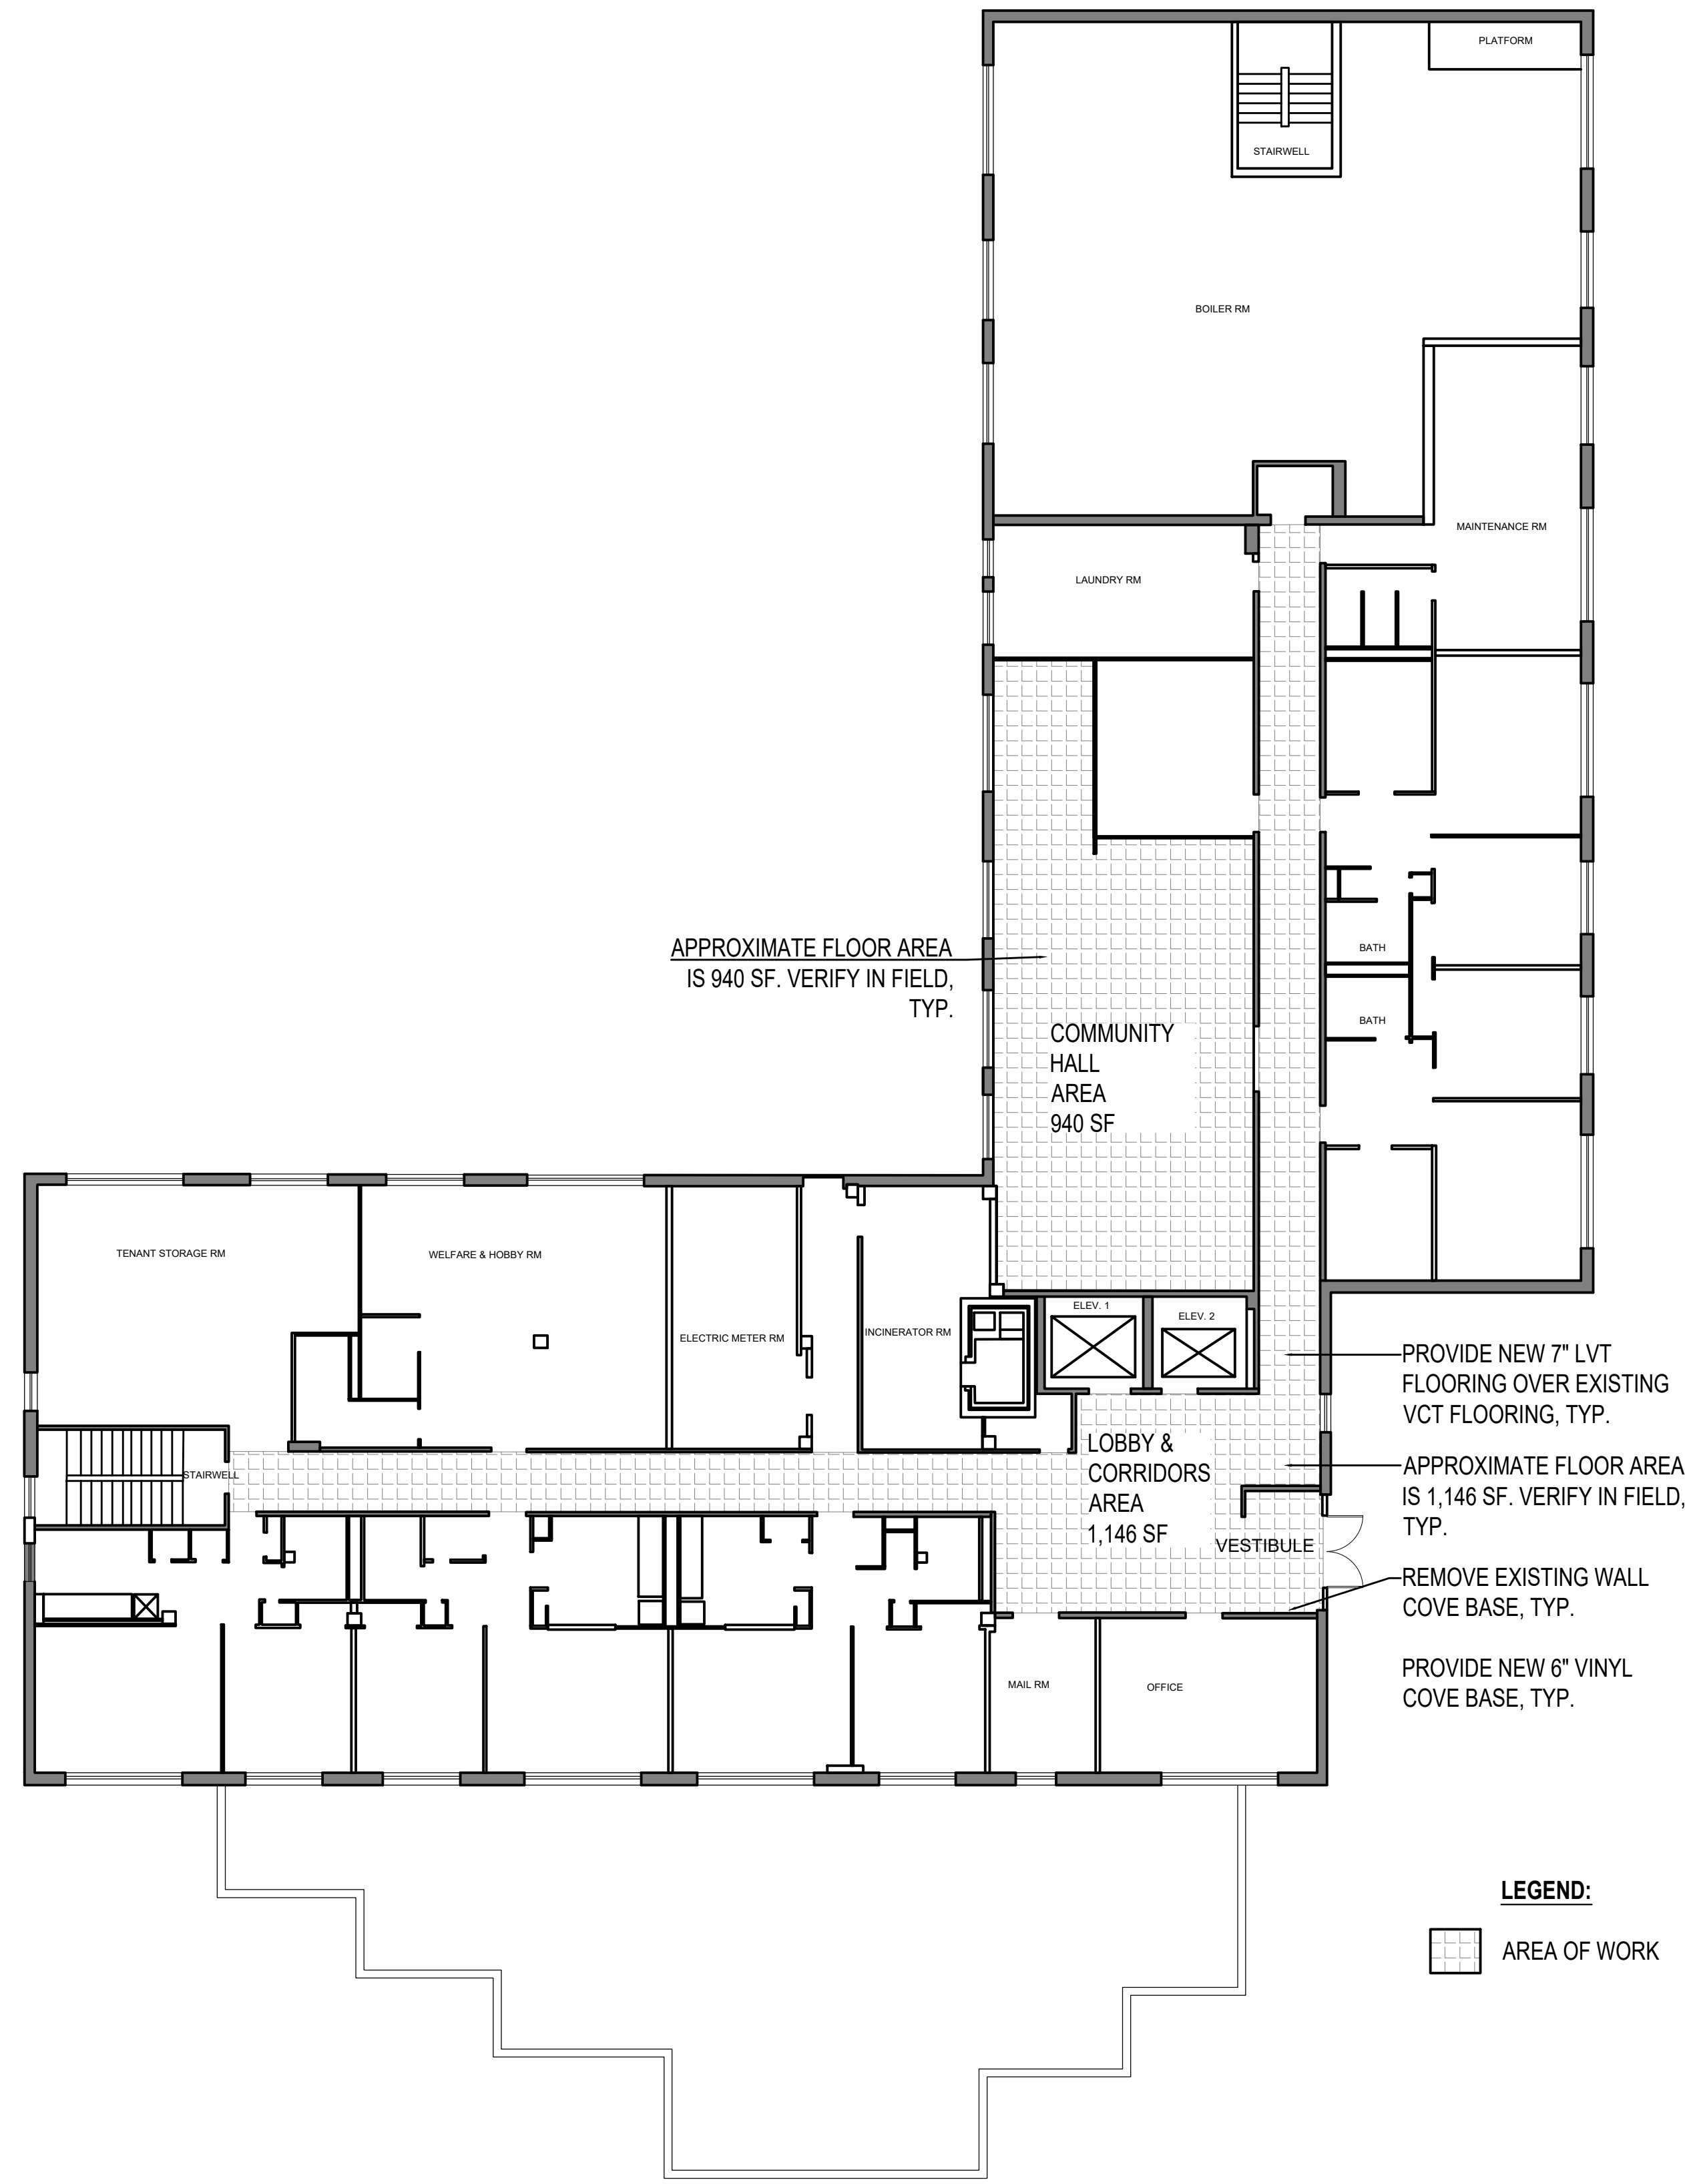 PLATFORM
STAIRWELL
BOILER RM
MAINTENANCE RM
LAUNDRY RM
APPROXIMATE FLOOR AREA
IS 940 SF. VERIFY IN FIELD,
TYP.
BATH
BATH
COMMUNITY
HALL
AREA
940 SF
TENANT STORAGE RM
WELFARE & HOBBY RM
ELECTRIC METER RM
INCINERATOR RM
ELEV. 1
ELEV. 2
PROVIDE NEW 7" LVT
FLOORING OVER EXISTING
VCT FLOORING, TYP.
STAIRWELL
LOBBY &
CORRIDORS
AREA
1,146 SF
APPROXIMATE FLOOR AREA
IS 1,146 SF. VERIFY IN FIELD,
TYP.
VESTIBULE
REMOVE EXISTING WALL
COVE BASE, TYP.
PROVIDE NEW 6" VINYL
COVE BASE, TYP.
MAIL RM
OFFICE
LEGEND:
AREA OF WORK